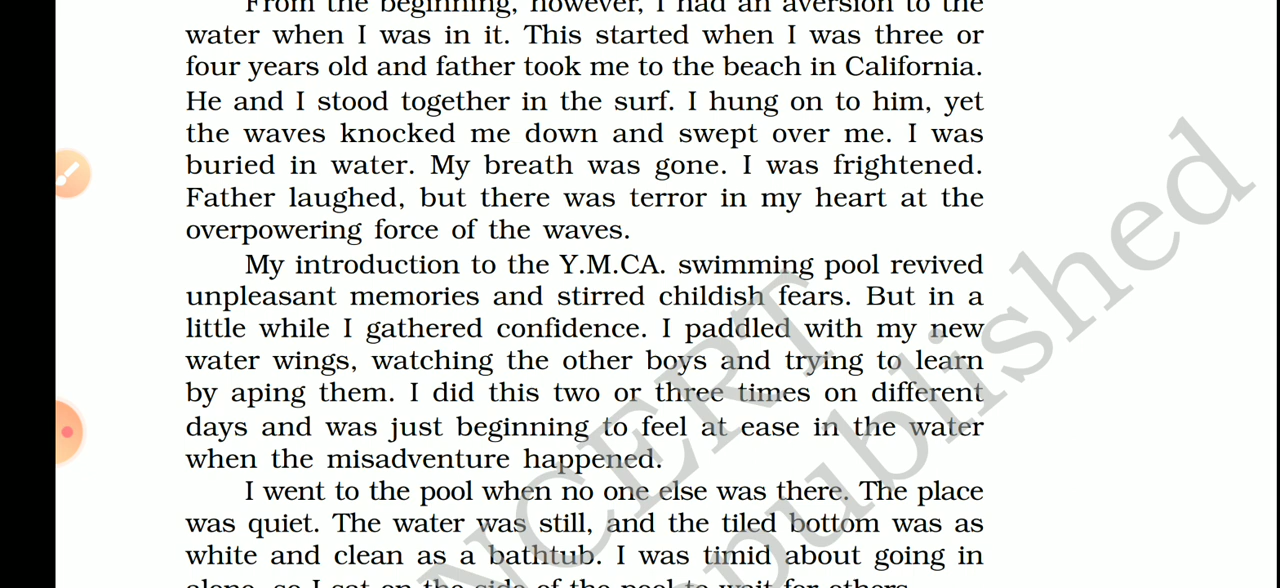 From the beginning, however, I had an aversion to the
water when I was in it. This started when I was three or
four years old and father took me to the beach in California.
He and I stood together in the surf. I hung on to him, yet
the waves knocked me down and swept over me. I was
buried in water. My breath was gone. I was frightened.
Father laughed, but there was terror in my heart at the
overpowering force of the waves.
My introduction to the Y.M.CA. swimming pool revived
unpleasant memories and stirred childish fears. But in a
little while I gathered confidence. I paddled with my new
water wings, watching the other boys and trying to learn
by aping them. I did this two or three times on different
days and was just beginning to feel at ease in the water
when the misadventure happened.
I went to the pool when no one else was there. The place
was quiet. The water was still, and the tiled bottom was as
white and clean as a bathtub. I was timid about going in
alone, so I sat on the side of the pool to wait for others.
NCERT
published